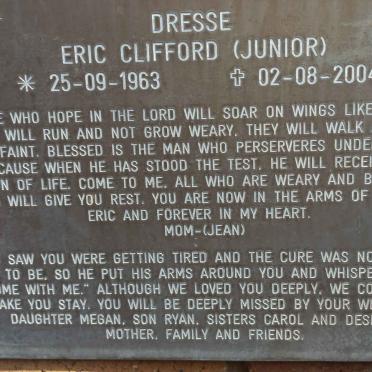 DRESSE
ERIC CLIFFORD (JUNIOR)
* 25-09-1963 ✝ 02-08-2004
E WHO HOPE IN THE LORD WILL SOAR ON WINGS LIKE
WILL RUN AND NOT GROW WEARY, THEY WILL WALK
FAINT. BLESSED IS THE MAN WHO PERSERVERES UNDE
CAUSE WHEN HE HAS STOOD THE TEST, HE WILL RECEI
N OF LIFE. COME TO ME, ALL WHO ARE WEARY AND B
WILL GIVE YOU REST. YOU ARE NOW IN THE ARMS OF
ERIC AND FOREVER IN MY HEART.
MOM-(JEAN)
SAW YOU WERE GETTING TIRED AND THE CURE WAS NO
TO BE, SO HE PUT HIS ARMS AROUND YOU AND WHISPE
OME WITH ME." ALTHOUGH WE LOVED YOU DEEPLY, WE CO
AKE YOU STAY. YOU WILL BE DEEPLY MISSED BY YOUR W
DAUGHTER MEGAN, SON RYAN, SISTERS CAROL AND DES
MOTHER, FAMILY AND FRIENDS.